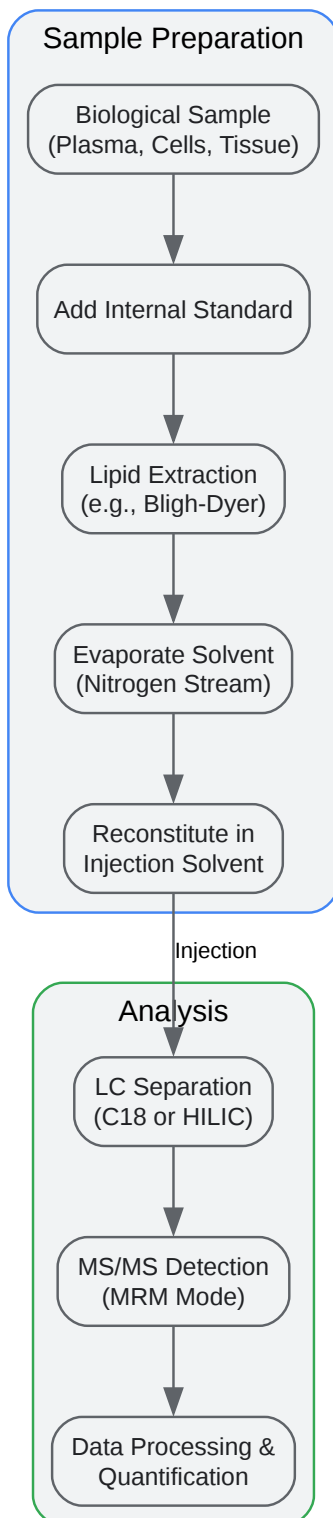 Sample Preparation
Biological Sample
(Plasma, Cells, Tissue)
Add Internal Standard
Lipid Extraction
(e.g., Bligh-Dyer)
Evaporate Solvent
(Nitrogen Stream)
Reconstitute in
Injection Solvent
Injection
Analysis
LC Separation
(C18 or HILIC)
MS/MS Detection
(MRM Mode)
Data Processing &
Quantification